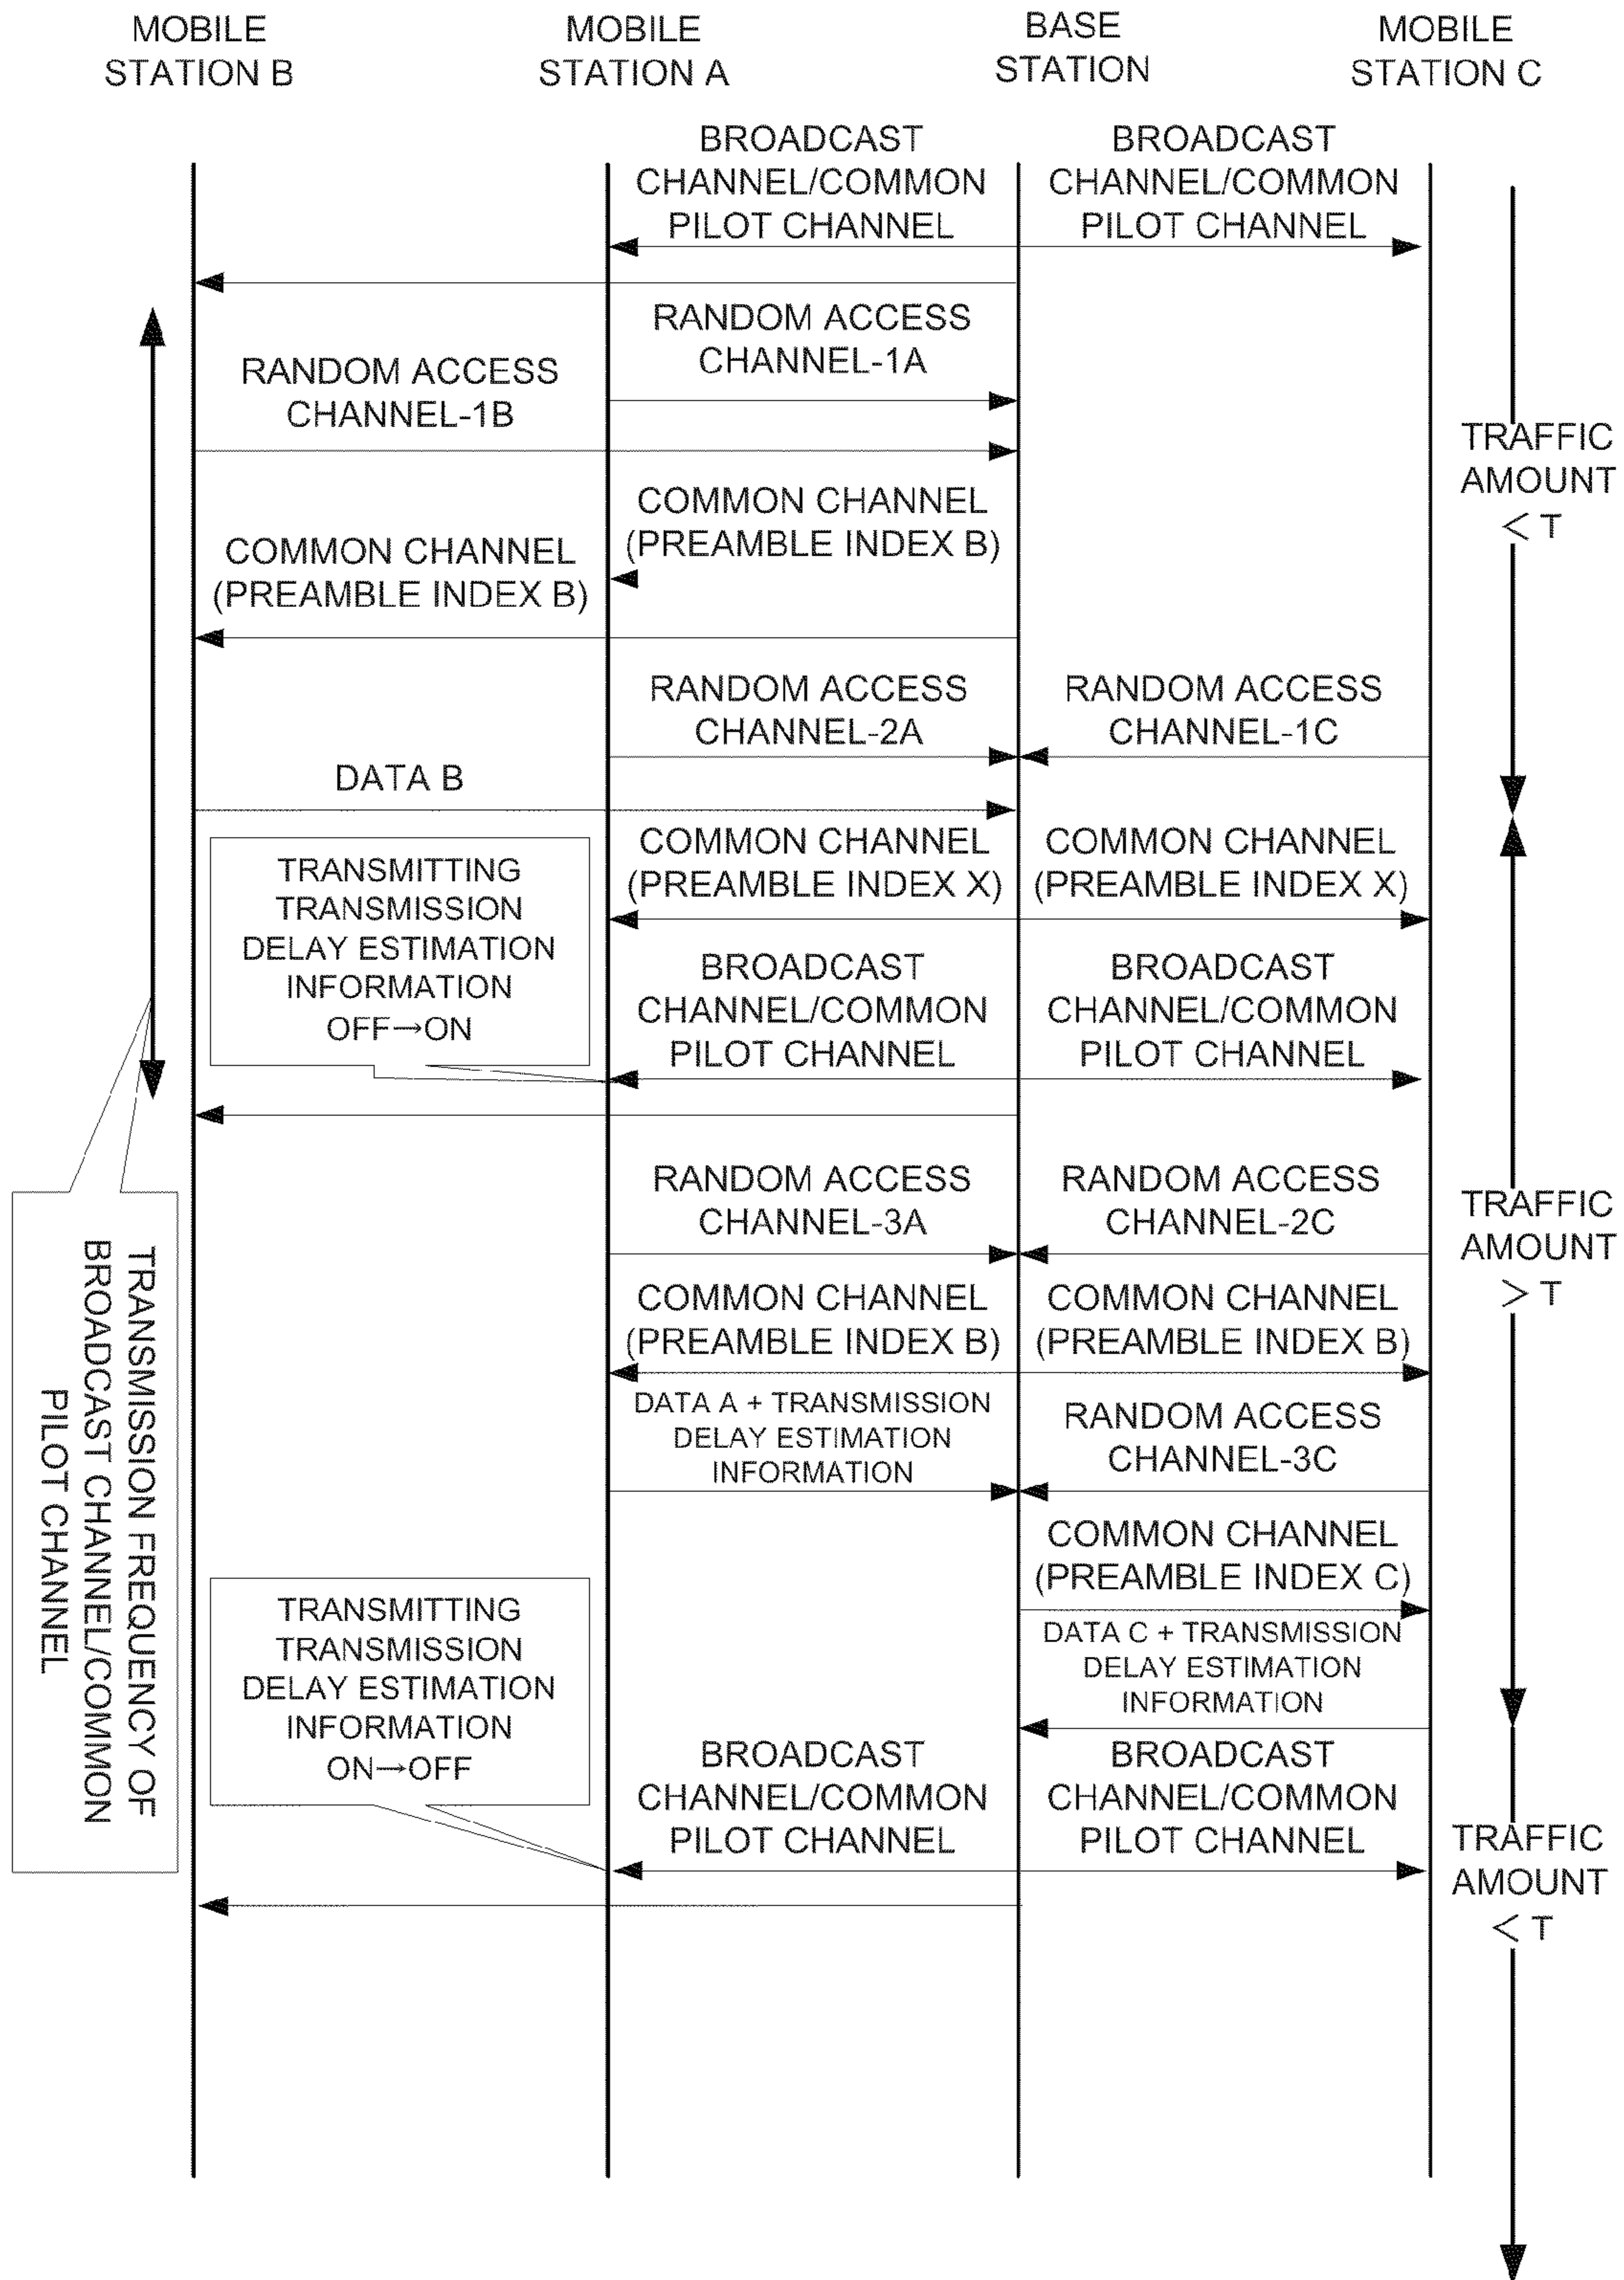 MOBILE
STATION B
MOBILE
STATION A
BASE
STATION
MOBILE
STATION C
BROADCAST
CHANNEL/COMMON
PILOT CHANNEL
BROADCAST
CHANNEL/COMMON
PILOT CHANNEL
RANDOM ACCESS
CHANNEL-1A
RANDOM ACCESS
CHANNEL-1B
TRAFFIC
AMOUNT
< T
COMMON CHANNEL
(PREAMBLE INDEX B)
COMMON CHANNEL
(PREAMBLE INDEX B)
RANDOM ACCESS
CHANNEL-2A
RANDOM ACCESS
CHANNEL-1C
DATA B
COMMON CHANNEL
(PREAMBLE INDEX X)
COMMON CHANNEL
(PREAMBLE INDEX X)
TRANSMITTING
TRANSMISSION
DELAY ESTIMATION
INFORMATION
OFF→ON
BROADCAST
CHANNEL/COMMON
PILOT CHANNEL
BROADCAST
CHANNEL/COMMON
PILOT CHANNEL
RANDOM ACCESS
CHANNEL-3A
RANDOM ACCESS
CHANNEL-2C
TRAFFIC
AMOUNT
> T
TRANSMISSION FREQUENCY OF
BROADCAST CHANNEL/COMMON
PILOT CHANNEL
COMMON CHANNEL
(PREAMBLE INDEX B)
COMMON CHANNEL
(PREAMBLE INDEX B)
DATA A + TRANSMISSION
DELAY ESTIMATION
INFORMATION
RANDOM ACCESS
CHANNEL-3C
COMMON CHANNEL
(PREAMBLE INDEX C)
TRANSMITTING
TRANSMISSION
DELAY ESTIMATION
INFORMATION
ON→OFF
DATA C + TRANSMISSION
DELAY ESTIMATION
INFORMATION
BROADCAST
CHANNEL/COMMON
PILOT CHANNEL
BROADCAST
CHANNEL/COMMON
PILOT CHANNEL
TRAFFIC
AMOUNT
< T